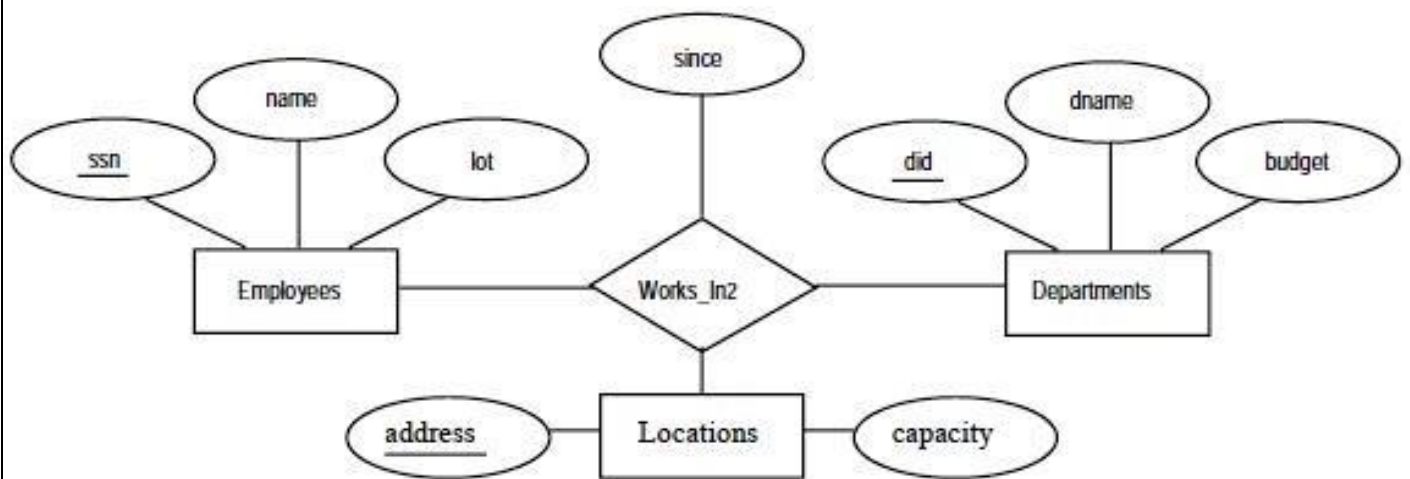 since
name
dname
ssn
lot
did
budget
Employees
Works_In2
Departments
address
Locations
capacity